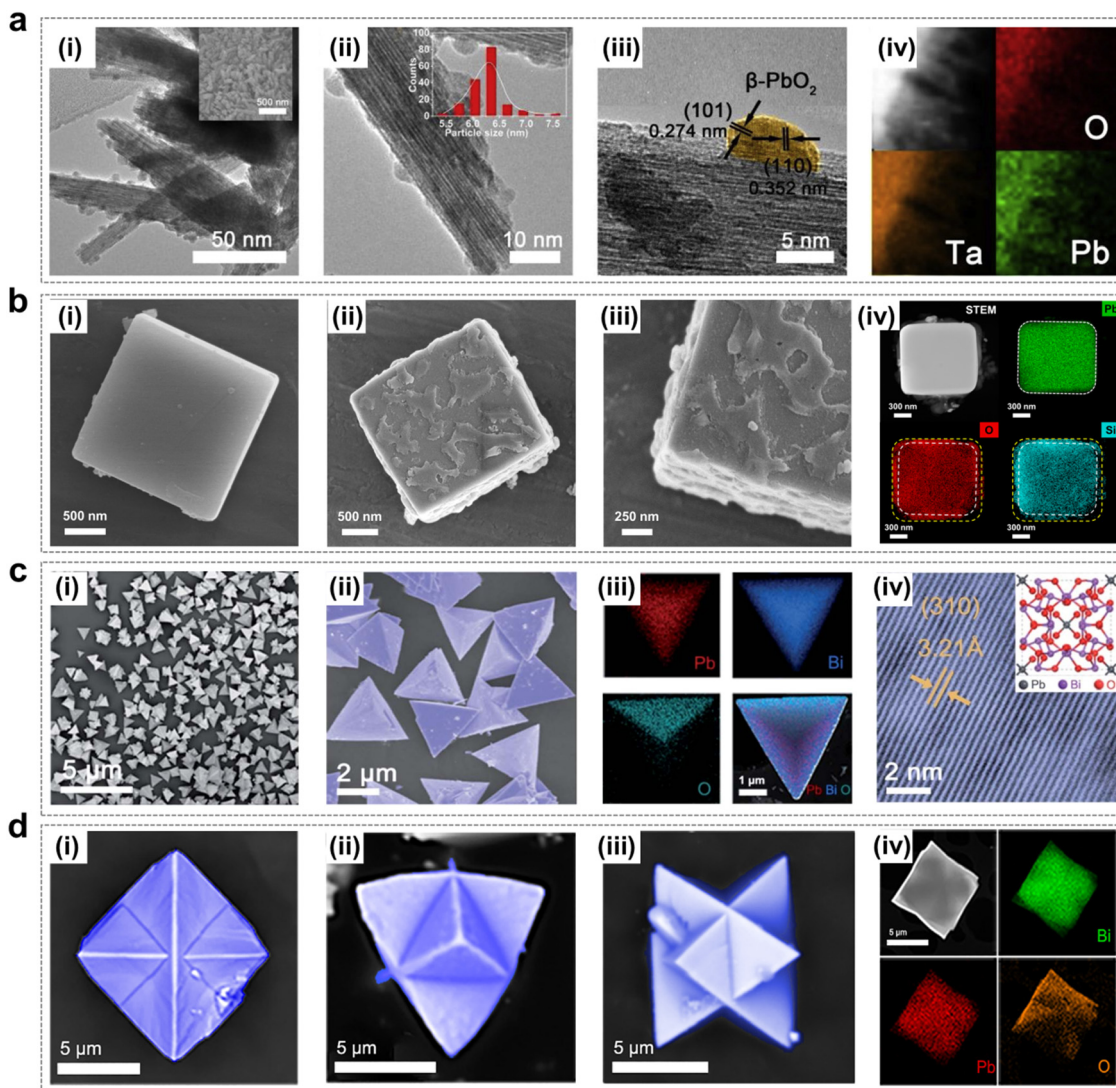 a
(i)
500 nm
50 nm
(ii)
100
80
60
40
20
0
Counts
5.5 6.0 6.5 7.0 7.5
Particle size (nm)
10 nm
(iii)
β-PbO₂
(101)
0.274 nm
(110)
0.352 nm
5 nm
(iv)
O
Ta
Pb
b
(i)
500 nm
(ii)
500 nm
(iii)
250 nm
(iv)
STEM
Pb
300 nm
300 nm
O
Si
300 nm
300 nm
c
(i)
5 μm
(ii)
2 μm
(iii)
Pb
Bi
O
1 μm
Pb Bi O
(iv)
(310)
3.21Å
Pb Bi O
2 nm
d
(i)
5 μm
(ii)
5 μm
(iii)
5 μm
(iv)
5 μm
Bi
Pb
O